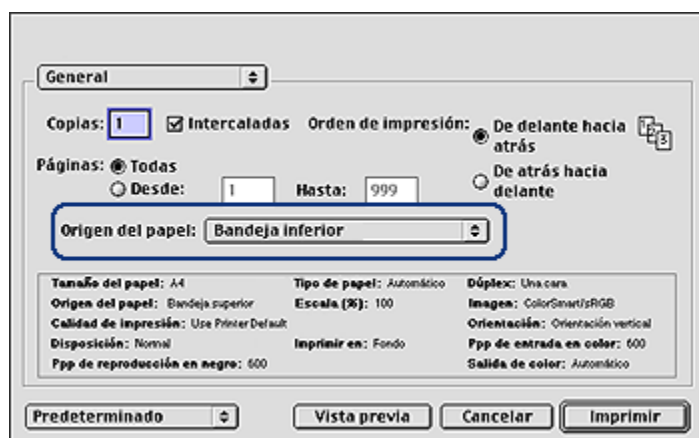 General
Copias: 1 Intercaladas Orden de impresión: De delante hacia atrás
Páginas: Todas
Desde: 1 Hasta: 999
De atrás hacia delante
Origen del papel: Bandeja inferior
Tamaño del papel: A4 Tipo de papel: Automático Dúplex: Una cara
Origen del papel: Bandeja superior Escala (%): 100 Imagen: ColorSmart/sRGB
Calidad de impresión: Use Printer Default Orientación: Orientación vertical
Disposición: Normal Imprimir en: Fondo Ppp de entrada en color: 600
Ppp de reproducción en negro: 600 Salida de color: Automático
Predeterminado Vista previa Cancelar Imprimir